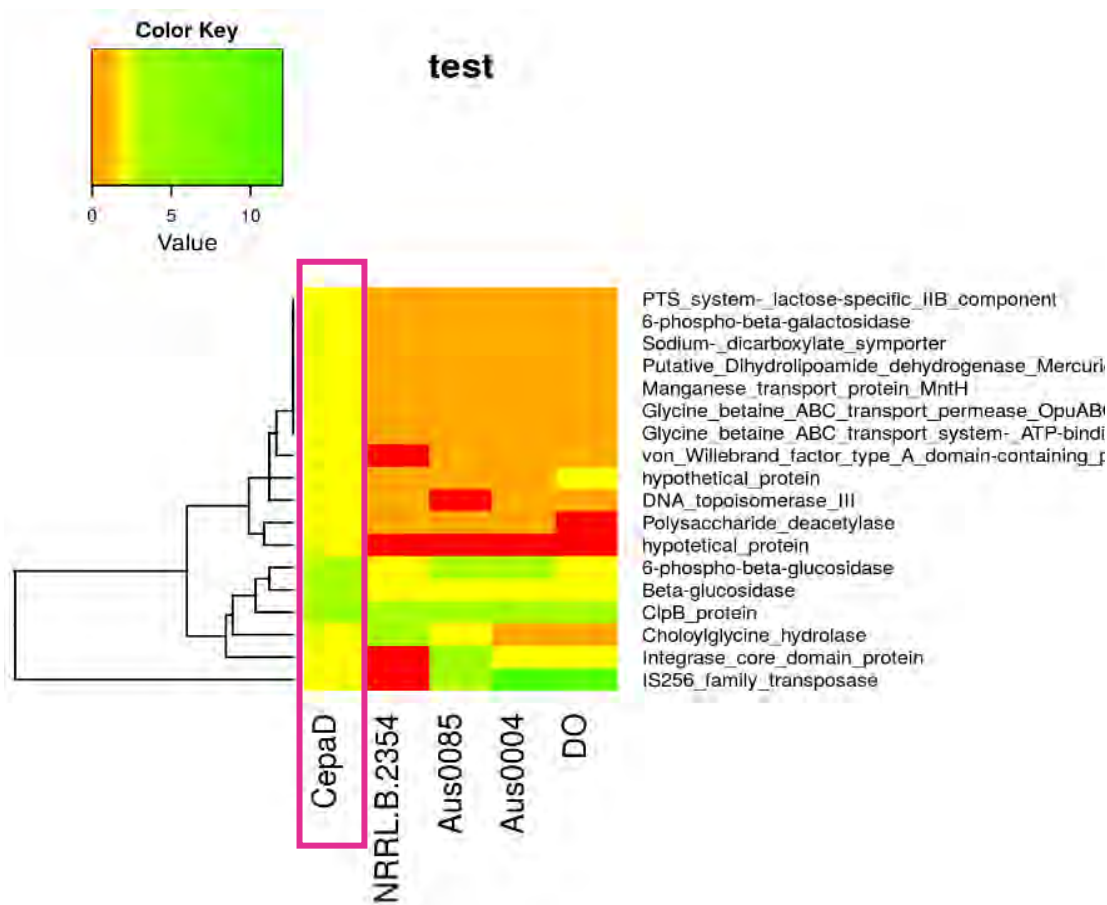 Color Key
test
0 5 10
Value
PTS_system-_lactose-specific_IIB_component
6-phospho-beta-galactosidase
Sodium-_dicarboxylate_symporter
Putative_Dihydrolipoamide_dehydrogenase_Mercuri
Manganese_transport_protein_MntH
Glycine_betaine_ABC_transport_permease_OpuABC
Glycine_betaine_ABC_transport_system-_ATP-bindi
von_Willebrand_factor_type_A_domain-containing_p
hypothetical_protein
DNA_topoisomerase_III
Polysaccharide_deacetylase
hypotetical_protein
6-phospho-beta-glucosidase
Beta-glucosidase
ClpB_protein
Choloylglycine_hydrolase
Integrase_core_domain_protein
IS256_family_transposase
CepaD
NRRL.B.2354
Aus0085
Aus0004
DO